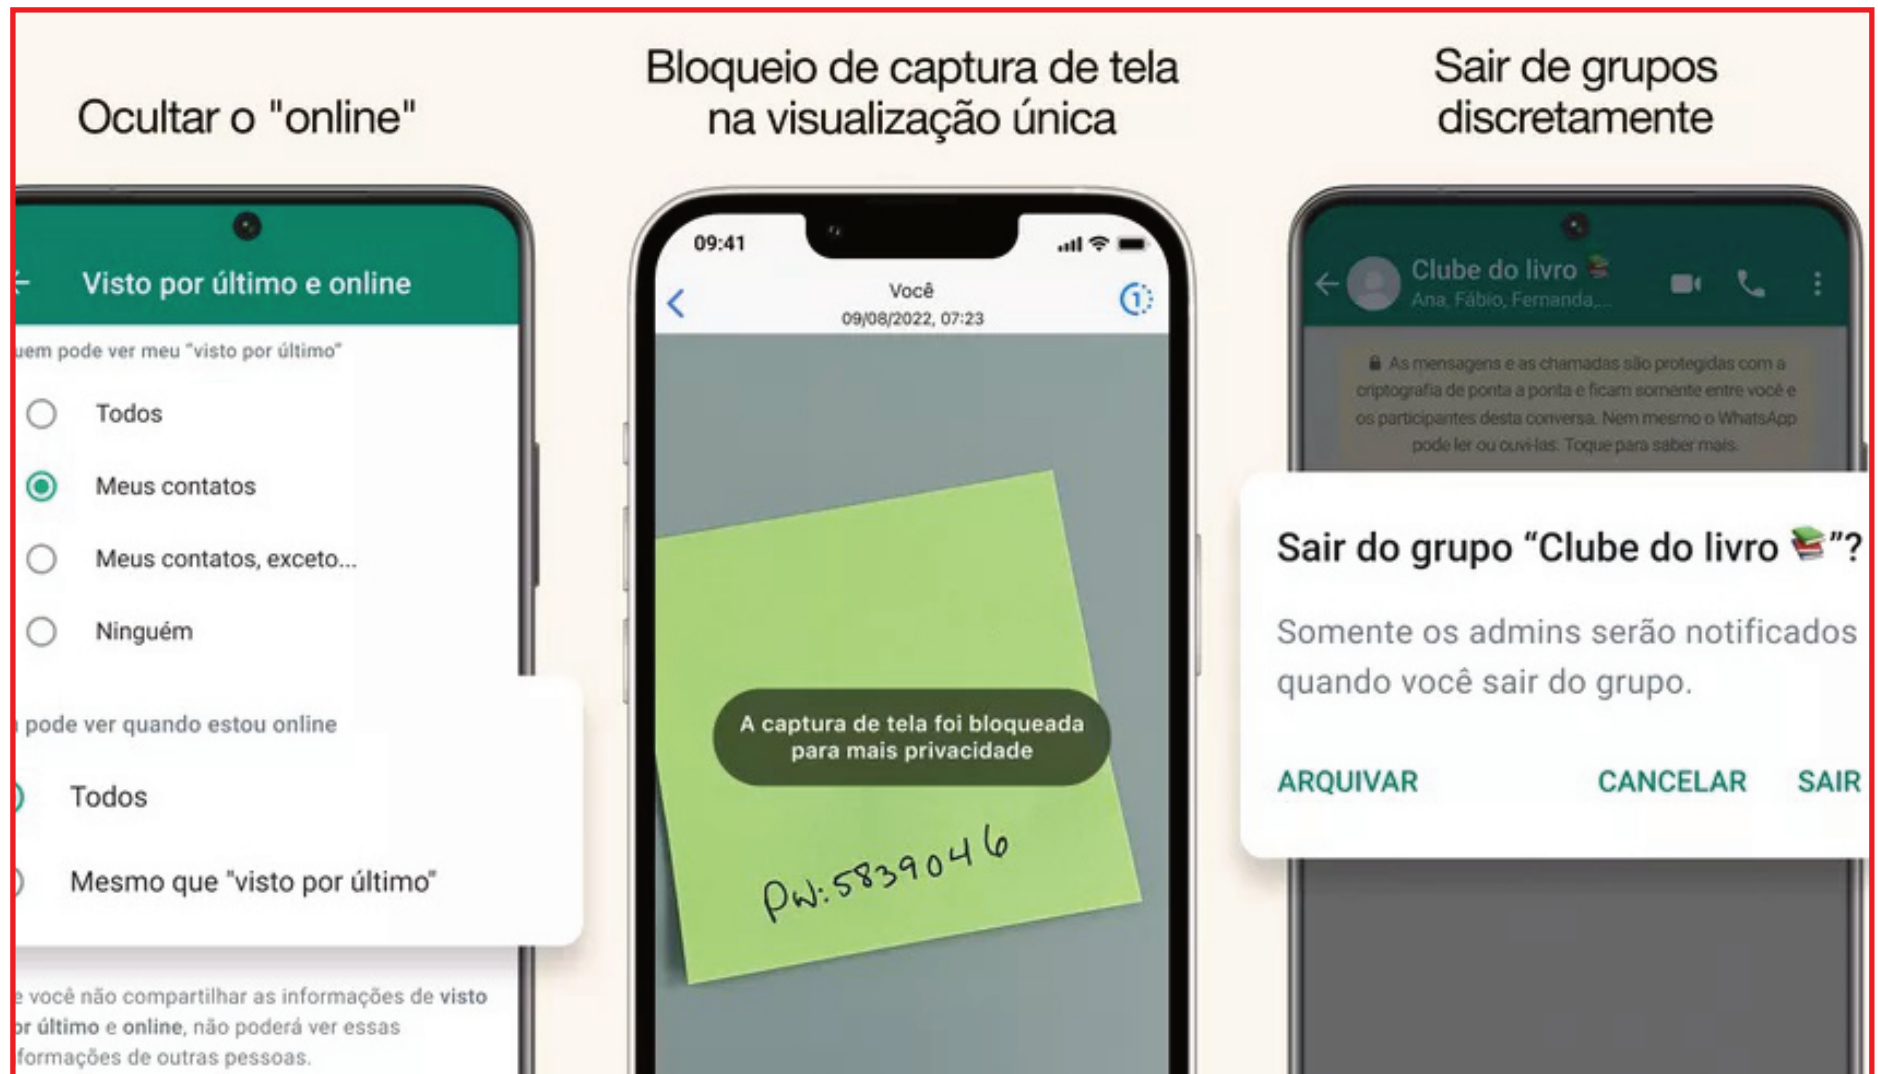 Ocultar o "online"
Visto por último e online
uem pode ver meu "visto por último"
Todos
Meus contatos
Meus contatos, exceto...
Ninguém
pode ver quando estou online
Todos
Mesmo que "visto por último"
e você não compartilhar as informações de visto
or último e online, não poderá ver essas
formações de outras pessoas.
Bloqueio de captura de tela
na visualização única
09:41
Você
09/08/2022, 07:23
1
A captura de tela foi bloqueada
para mais privacidade
PW:5839046
Sair de grupos
discretamente
Clube do livro
Ana, Fábio, Fernanda,...
As mensagens e as chamadas são protegidas com a
criptografia de ponta a ponta e ficam somente entre você e
os participantes desta conversa. Nem mesmo o WhatsApp
pode ler ou ouvi-las. Toque para saber mais.
Sair do grupo “Clube do livro 📚”?
Somente os admins serão notificados
quando você sair do grupo.
ARQUIVAR CANCELAR SAIR